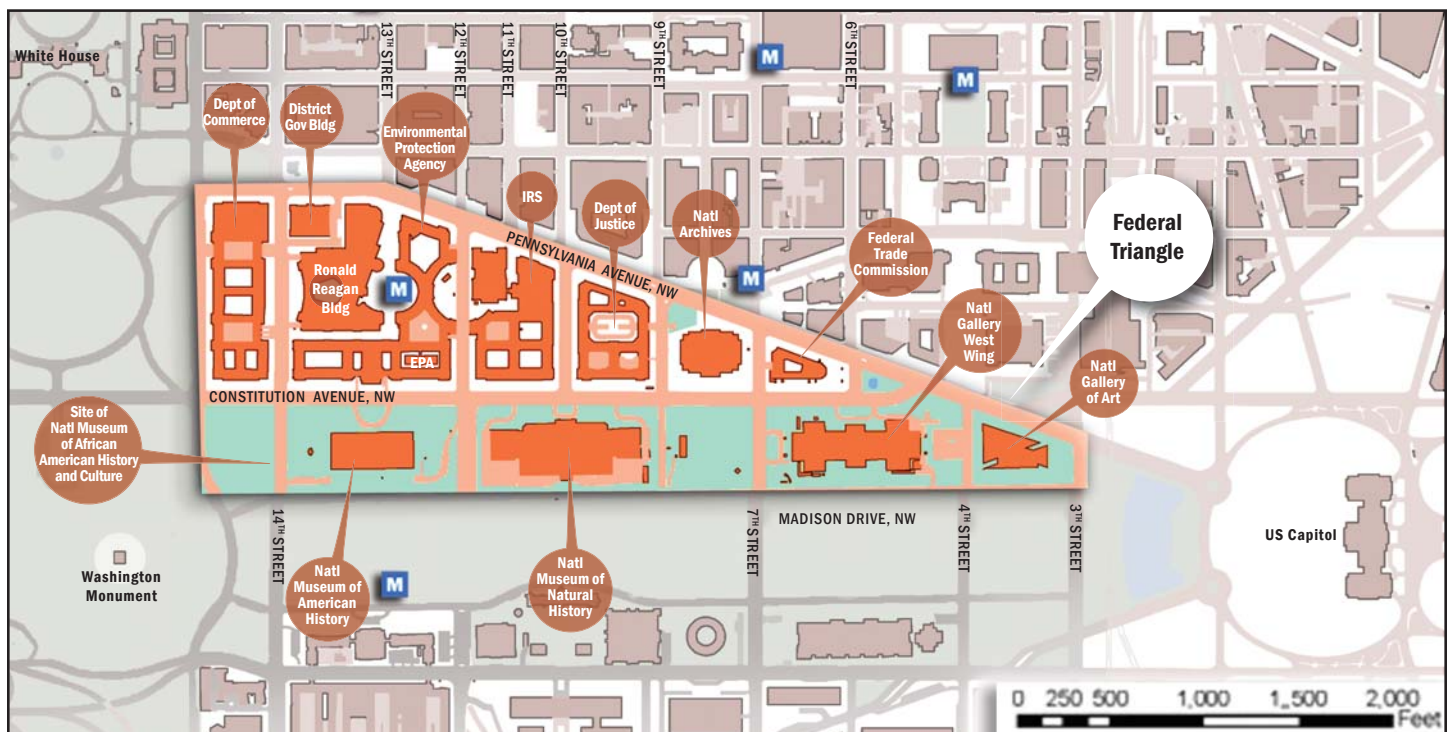 White House
13TH STREET
12TH STREET
11TH STREET
10TH STREET
9TH STREET
6TH STREET
M
M
Dept of
Commerce
District
Gov Bldg
Environmental
Protection
Agency
IRS
Dept of
Justice
Natl
Archives
Federal
Trade
Commission
Federal
Triangle
PENNSYLVANIA AVENUE, NW
Ronald
Reagan
Bldg
M
M
Natl
Gallery
West
Wing
Natl
Gallery
of Art
EPA
CONSTITUTION AVENUE, NW
Site of
Natl Museum
of African
American History
and Culture
14TH STREET
7TH STREET
MADISON DRIVE, NW
4TH STREET
3TH STREET
US Capitol
Washington
Monument
Natl
Museum of
American
History
M
Natl
Museum of
Natural
History
0 250 500 1,000 1,500 2,000
Feet